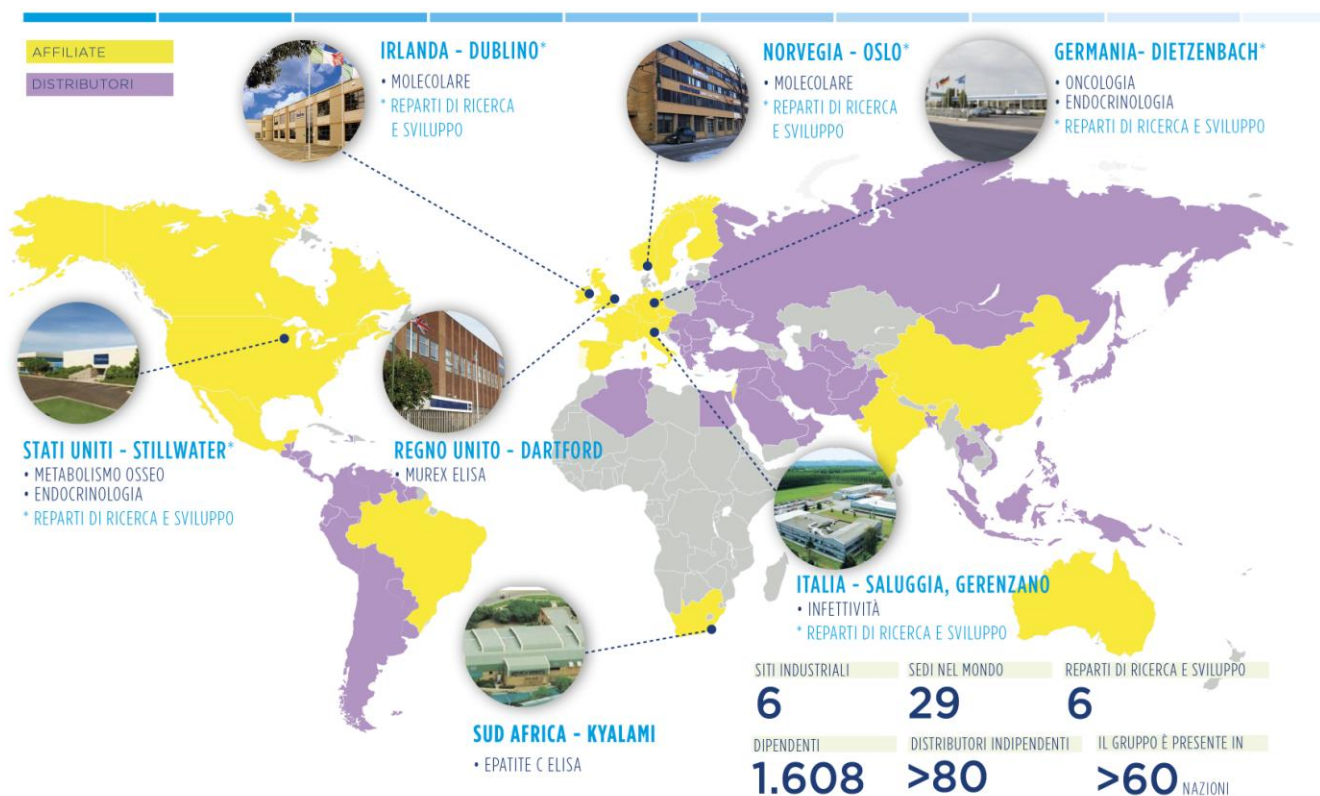 AFFILIATE
DISTRIBUTORI
IRLANDA - DUBLINO*
• MOLECOLARE
* REPARTI DI RICERCA
E SVILUPPO
NORVEGIA - OSLO*
• MOLECOLARE
* REPARTI DI RICERCA
E SVILUPPO
GERMANIA- DIETZENBACH*
• ONCOLOGIA
• ENDOCRINOLOGIA
* REPARTI DI RICERCA E SVILUPPO
STATI UNITI - STILLWATER*
• METABOLISMO OSSEO
• ENDOCRINOLOGIA
* REPARTI DI RICERCA E SVILUPPO
REGNO UNITO - DARTFORD
• MUREX ELISA
ITALIA - SALUGGIA, GERENZANO
• INFETTIVITÀ
* REPARTI DI RICERCA E SVILUPPO
SUD AFRICA - KYALAMI
• EPATITE C ELISA
SITI INDUSTRIALI
6
SEDI NEL MONDO
29
REPARTI DI RICERCA E SVILUPPO
6
DIPENDENTI
1.608
DISTRIBUTORI INDIPENDENTI
>80
IL GRUPPO È PRESENTE IN
>60 NAZIONI